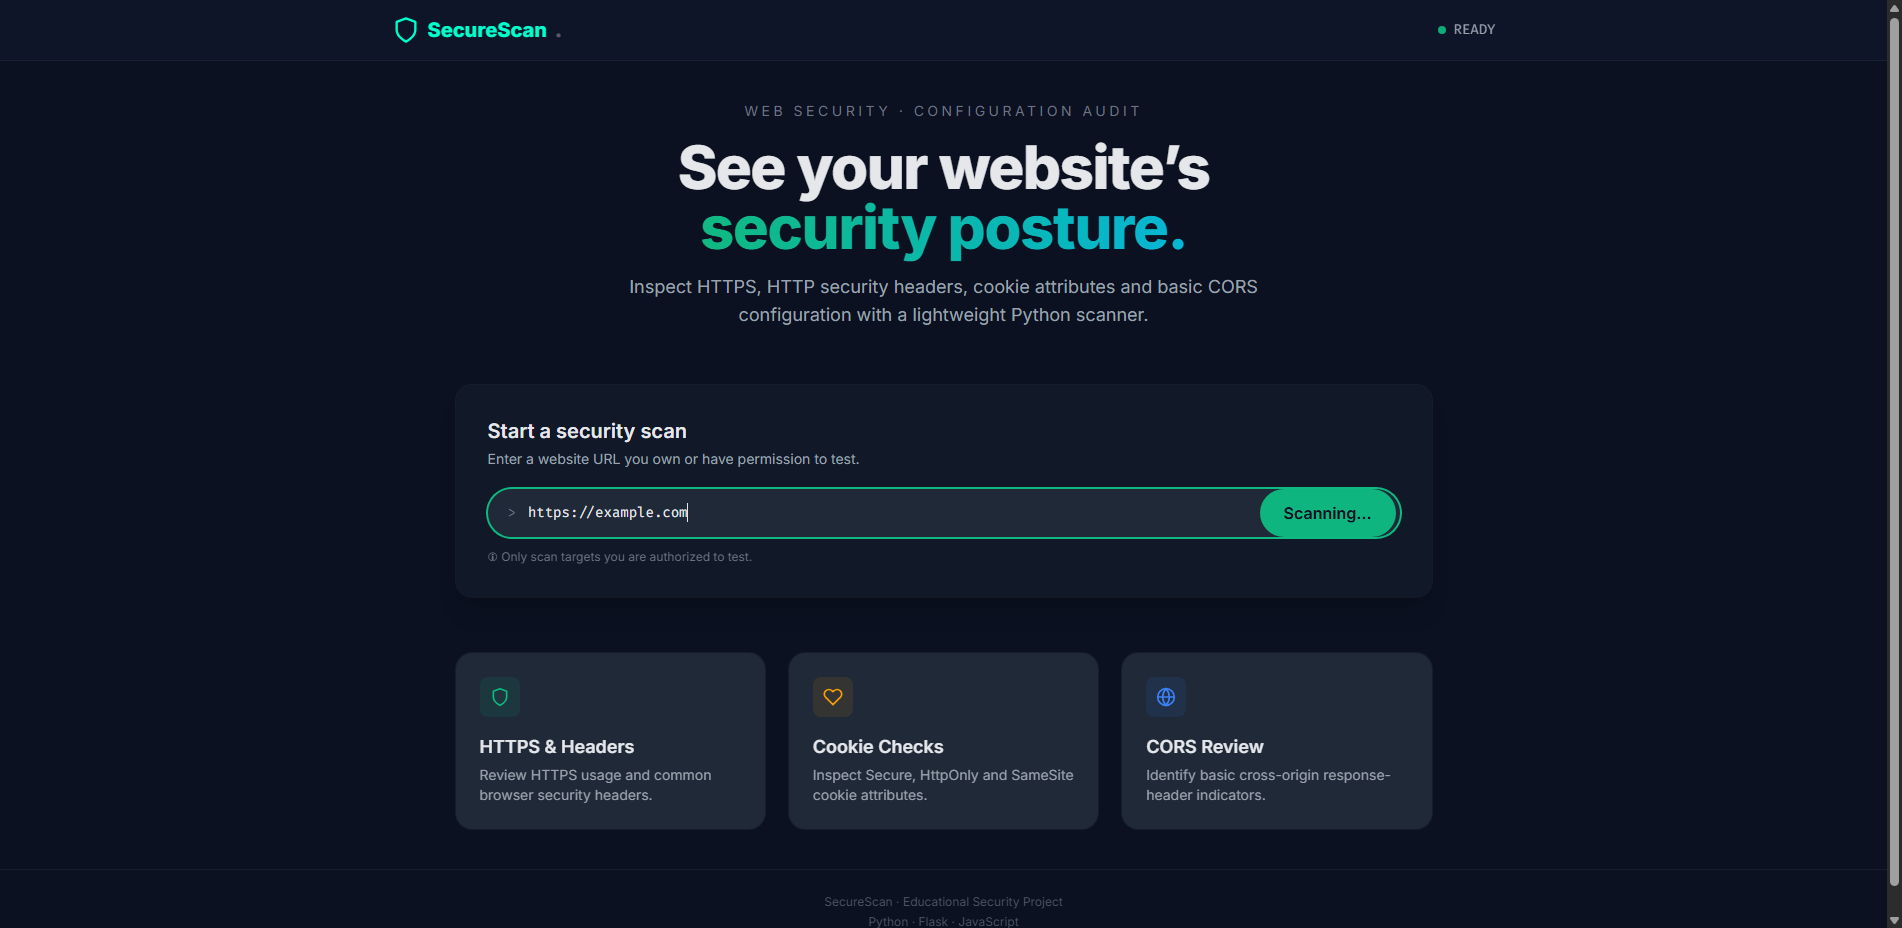 SecureScan .
READY
WEB SECURITY · CONFIGURATION AUDIT
See your website’s
security posture.
Inspect HTTPS, HTTP security headers, cookie attributes and basic CORS
configuration with a lightweight Python scanner.
Start a security scan
Enter a website URL you own or have permission to test.
> https://example.com
Scanning...
Only scan targets you are authorized to test.
HTTPS & Headers
Review HTTPS usage and common
browser security headers.
Cookie Checks
Inspect Secure, HttpOnly and SameSite
cookie attributes.
CORS Review
Identify basic cross-origin response-
header indicators.
SecureScan · Educational Security Project
Python · Flask · JavaScript